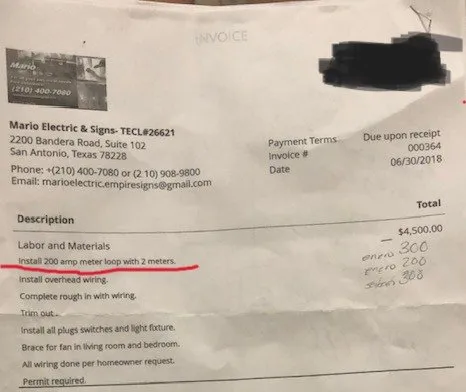 INVOICE
Mario
(210) 400-7080
Mario Electric & Signs- TECL#26621
2200 Bandera Road, Suite 102
San Antonio, Texas 78228
Phone: +(210) 400-7080 or (2 10) 908-9800
Email: marioelectric.empiresigns@gmail.com
Payment Terms Due upon receipt
Invoice # 000364
Date 06/30/2018
Description Total
Labor and Materials $4,500.00
Install 200 amp meter loop with 2 meters.
enero 300
Install overhead wiring.
enero 200
Complete rough in with wiring.
300
Trim out.
Install all plugs switches and light fixture.
Brace for fan in living room and bedroom.
All wiring done per homeowner request.
Permit required.